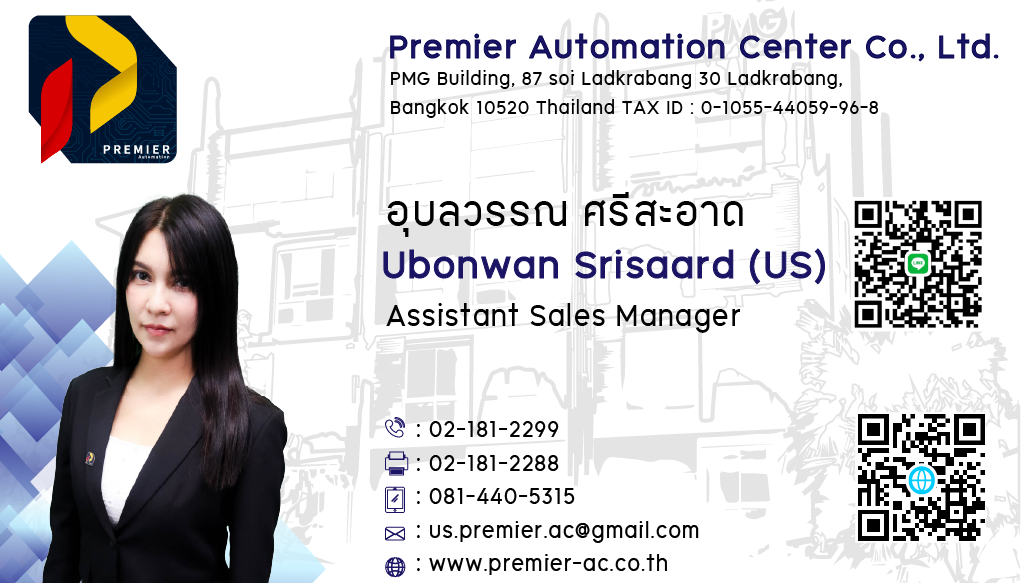 PMG
Premier Automation Center Co., Ltd.
PMG Building, 87 soi Ladkrabang 30 Ladkrabang,
Bangkok 10520 Thailand TAX ID : 0-1055-44059-96-8
PREMIER
Automation
อุบลวรรณ ศรีสะอาด
Ubonwan Srisaard (US)
LINE
Assistant Sales Manager
: 02-181-2299
: 02-181-2288
: 081-440-5315
: us.premier.ac@gmail.com
: www.premier-ac.co.th